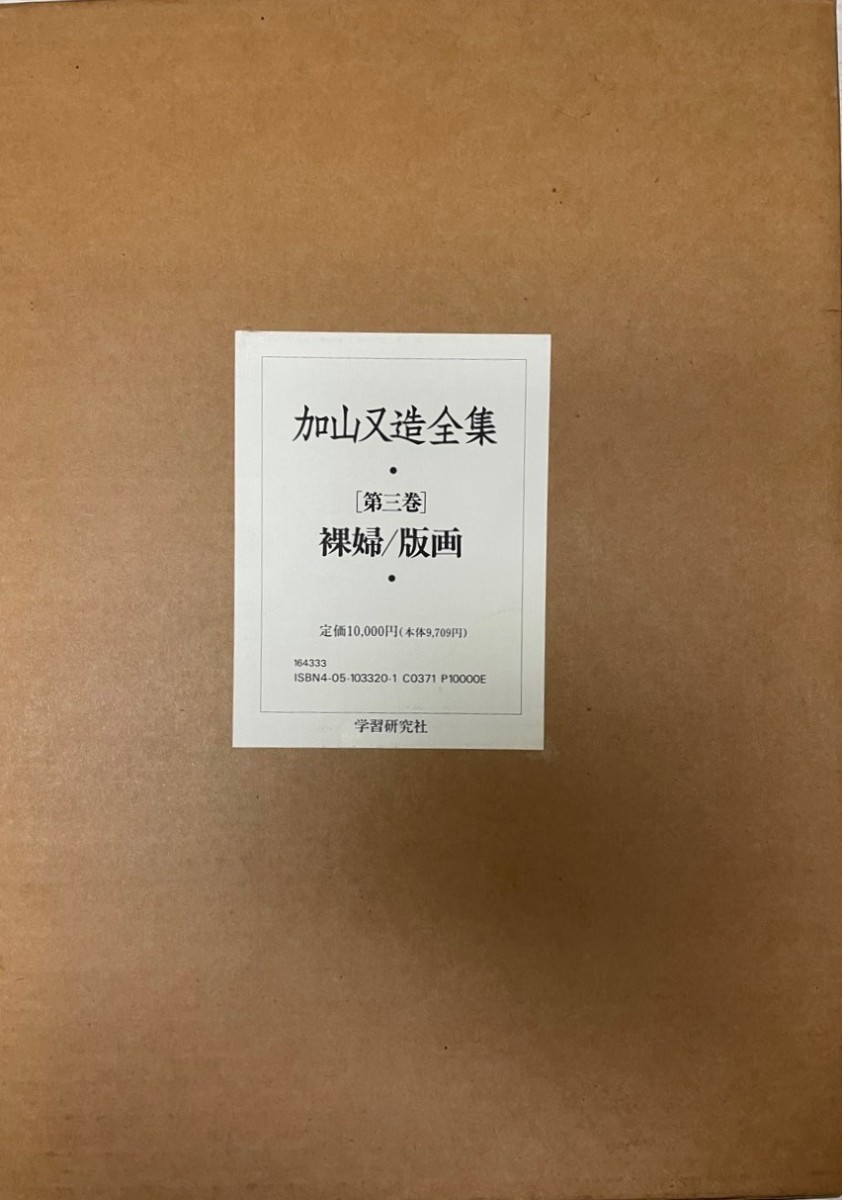 加山又造全集
•
［第三巻］
裸婦/版画
•
定価10,000円(本体9,709円)
164333
ISBN4-05-103320-1 C0371 P10000E
学習研究社